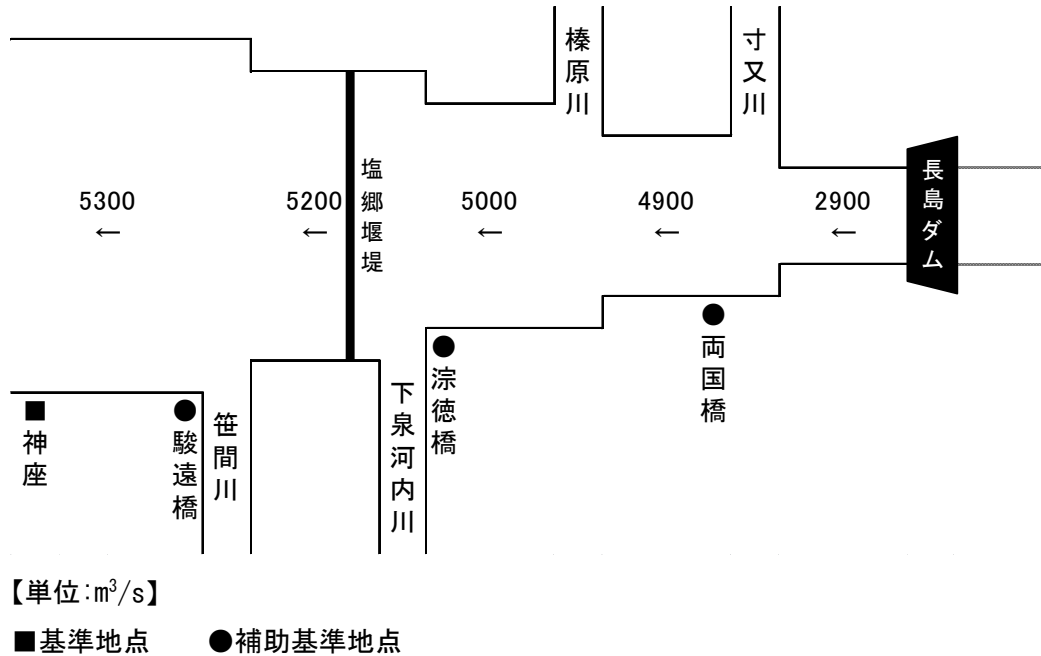 榛原川
寸又川
塩郷堰堤
長島ダム
5300
5200
5000
4900
2900
←
←
←
←
←
神座
駿遠橋
笹間川
下泉河内川
淙徳橋
両国橋
【単位:m³/s】
■基準地点 ●補助基準地点